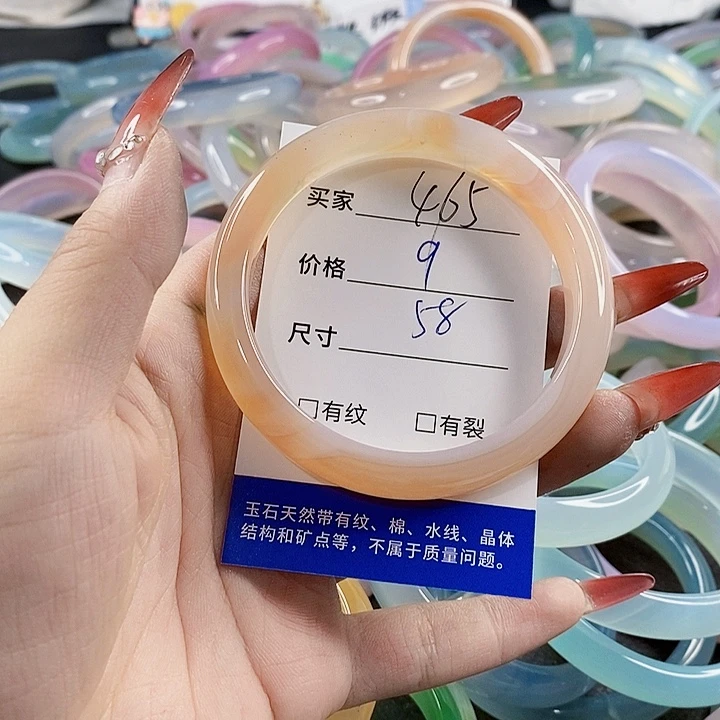 买家 465
价格 9
尺寸 58
□有纹 □有裂
玉石天然带有纹、棉、水线、晶体
结构和矿点等，不属于质量问题。